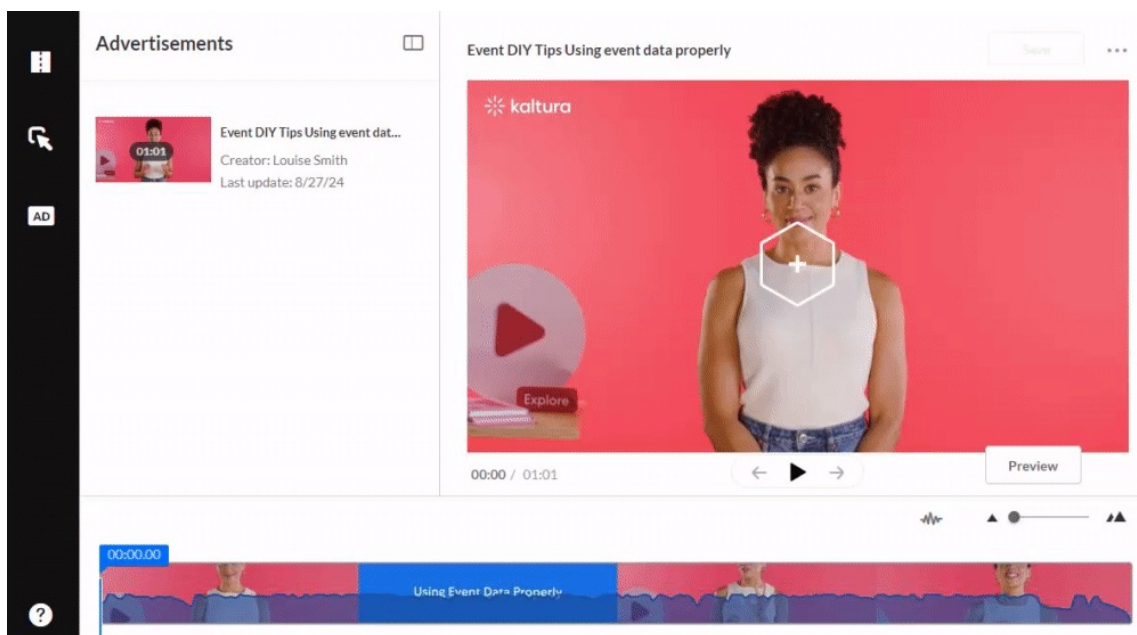 Advertisements
Event DIY Tips Using event data properly
Save
kaltura
01:01
Event DIY Tips Using event dat...
Creator: Louise Smith
Last update: 8/27/24
AD
Explore
00:00 / 01:01
Preview
00:00.00
Using Event Data Properly
?